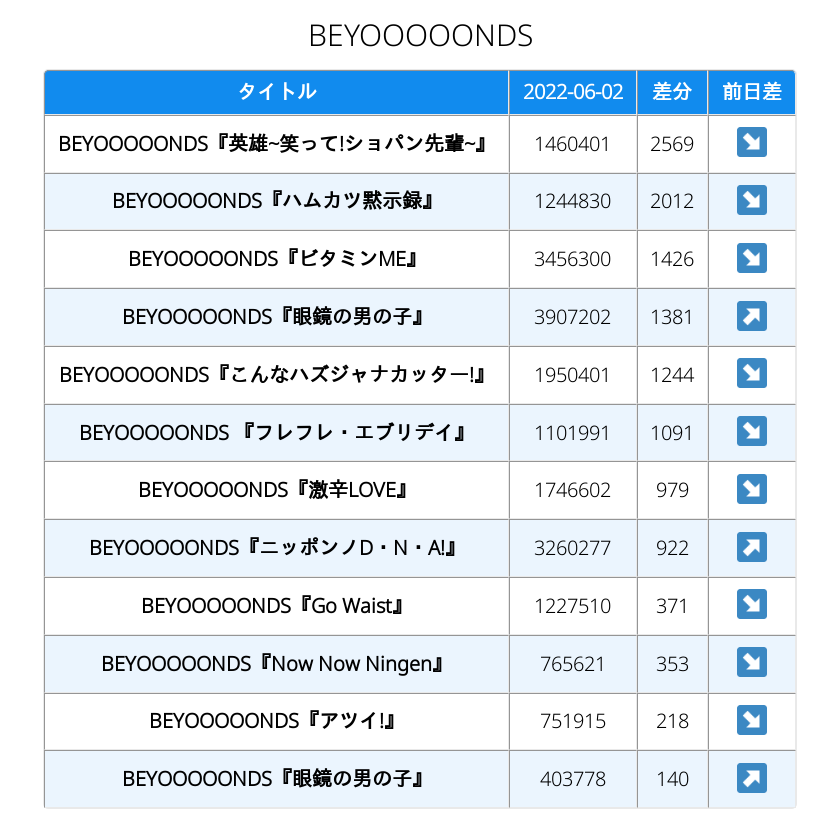 BEYOOOOONDS
タイトル 2022-06-02 差分 前日差
BEYOOOOONDS『英雄~笑って!ショパン先輩~』 1460401 2569 ↘
BEYOOOOONDS『ハムカツ黙示録』 1244830 2012 ↘
BEYOOOOONDS『ビタミンME』 3456300 1426 ↘
BEYOOOOONDS『眼鏡の男の子』 3907202 1381 ↗
BEYOOOOONDS『こんなハズジャナカッター!』 1950401 1244 ↘
BEYOOOOONDS 『フレフレ・エブリデイ』 1101991 1091 ↘
BEYOOOOONDS『激辛LOVE』 1746602 979 ↘
BEYOOOOONDS『ニッポンノD・N・A!』 3260277 922 ↗
BEYOOOOONDS『Go Waist』 1227510 371 ↘
BEYOOOOONDS『Now Now Ningen』 765621 353 ↘
BEYOOOOONDS『アツイ!』 751915 218 ↘
BEYOOOOONDS『眼鏡の男の子』 403778 140 ↗